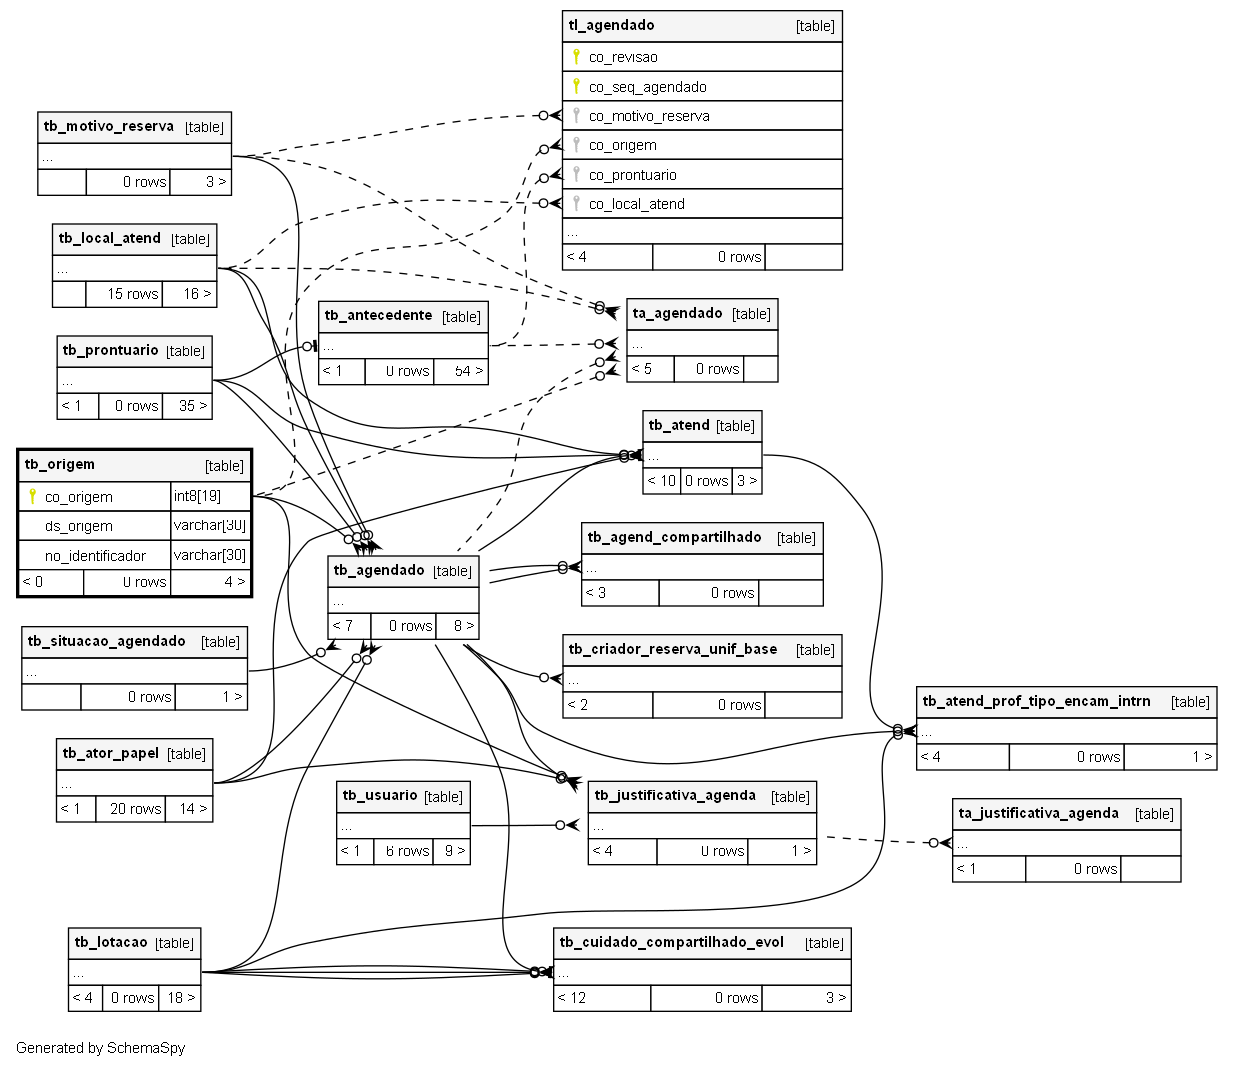 tl_agendado [table]
co_revisao
co_seq_agendado
co_motivo_reserva
co_origem
co_prontuario
co_local_atend
...
< 4 0 rows
tb_motivo_reserva [table]
...
0 rows 3 >
tb_local_atend [table]
...
15 rows 16 >
tb_antecedente [table]
...
< 1 0 rows 54 >
ta_agendado [table]
...
< 5 0 rows
tb_prontuario [table]
...
< 1 0 rows 35 >
tb_atend [table]
...
< 10 0 rows 3 >
tb_origem [table]
co_origem int8[19]
ds_origem varchar[30]
no_identificador varchar[30]
< 0 0 rows 4 >
tb_agend_compartilhado [table]
...
< 3 0 rows
tb_agendado [table]
...
< 7 0 rows 8 >
tb_situacao_agendado [table]
...
0 rows 1 >
tb_criador_reserva_unif_base [table]
...
< 2 0 rows
tb_atend_prof_tipo_encam_intrn [table]
...
< 4 0 rows 1 >
tb_ator_papel [table]
...
< 1 20 rows 14 >
tb_usuario [table]
...
< 1 6 rows 9 >
tb_justificativa_agenda [table]
...
< 4 0 rows 1 >
ta_justificativa_agenda [table]
...
< 1 0 rows
tb_lotacao [table]
...
< 4 0 rows 18 >
tb_cuidado_compartilhado_evol [table]
...
< 12 0 rows 3 >
Generated by SchemaSpy